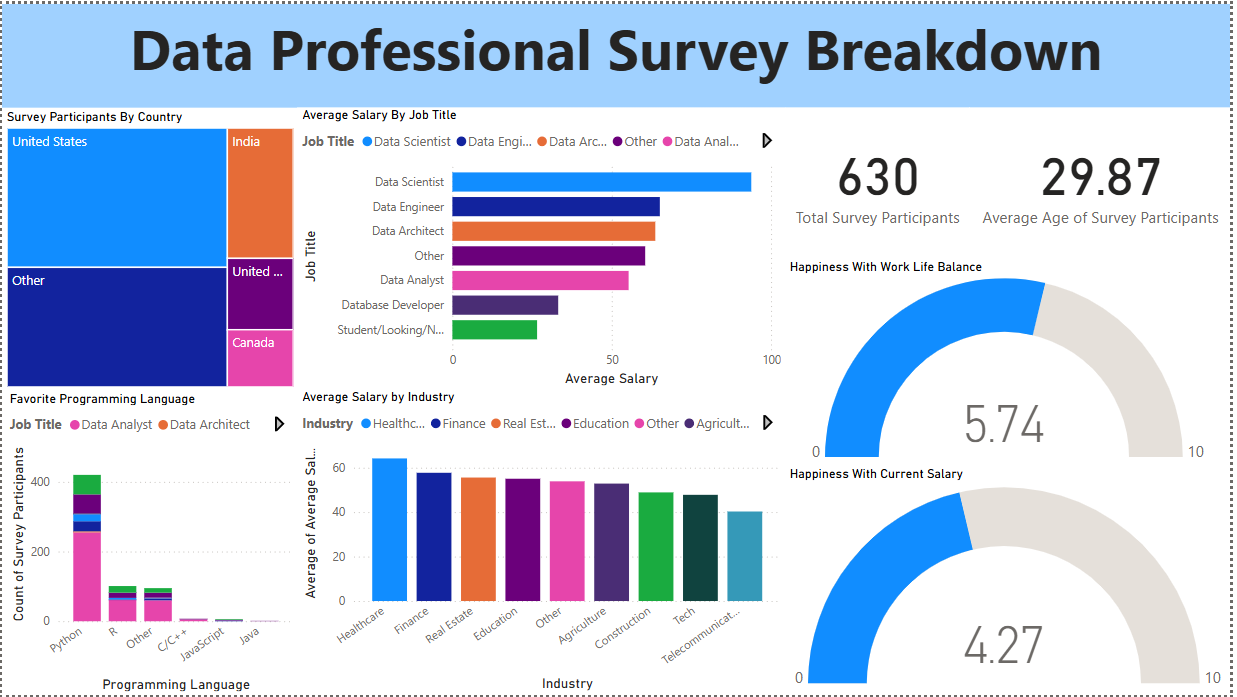 Data Professional Survey Breakdown
Survey Participants By Country
United States
India
Other
United ...
Canada
Average Salary By Job Title
Job Title Data Scientist Data Engi... Data Arc... Other Data Anal...
Job Title
Data Scientist
Data Engineer
Data Architect
Other
Data Analyst
Database Developer
Student/Looking/N...
0 50 100
Average Salary
630
Total Survey Participants
29.87
Average Age of Survey Participants
Happiness With Work Life Balance
5.74
0 10
Favorite Programming Language
Job Title Data Analyst Data Architect
Count of Survey Participants
400
200
0
Python R Other C/C++ JavaScript Java
Programming Language
Average Salary by Industry
Industry Healthc... Finance Real Est... Education Other Agricult...
Average of Average Sal...
60
40
20
0
Healthcare Finance Real Estate Education Other Agriculture Construction Tech Telecommunicat...
Industry
Happiness With Current Salary
4.27
0 10